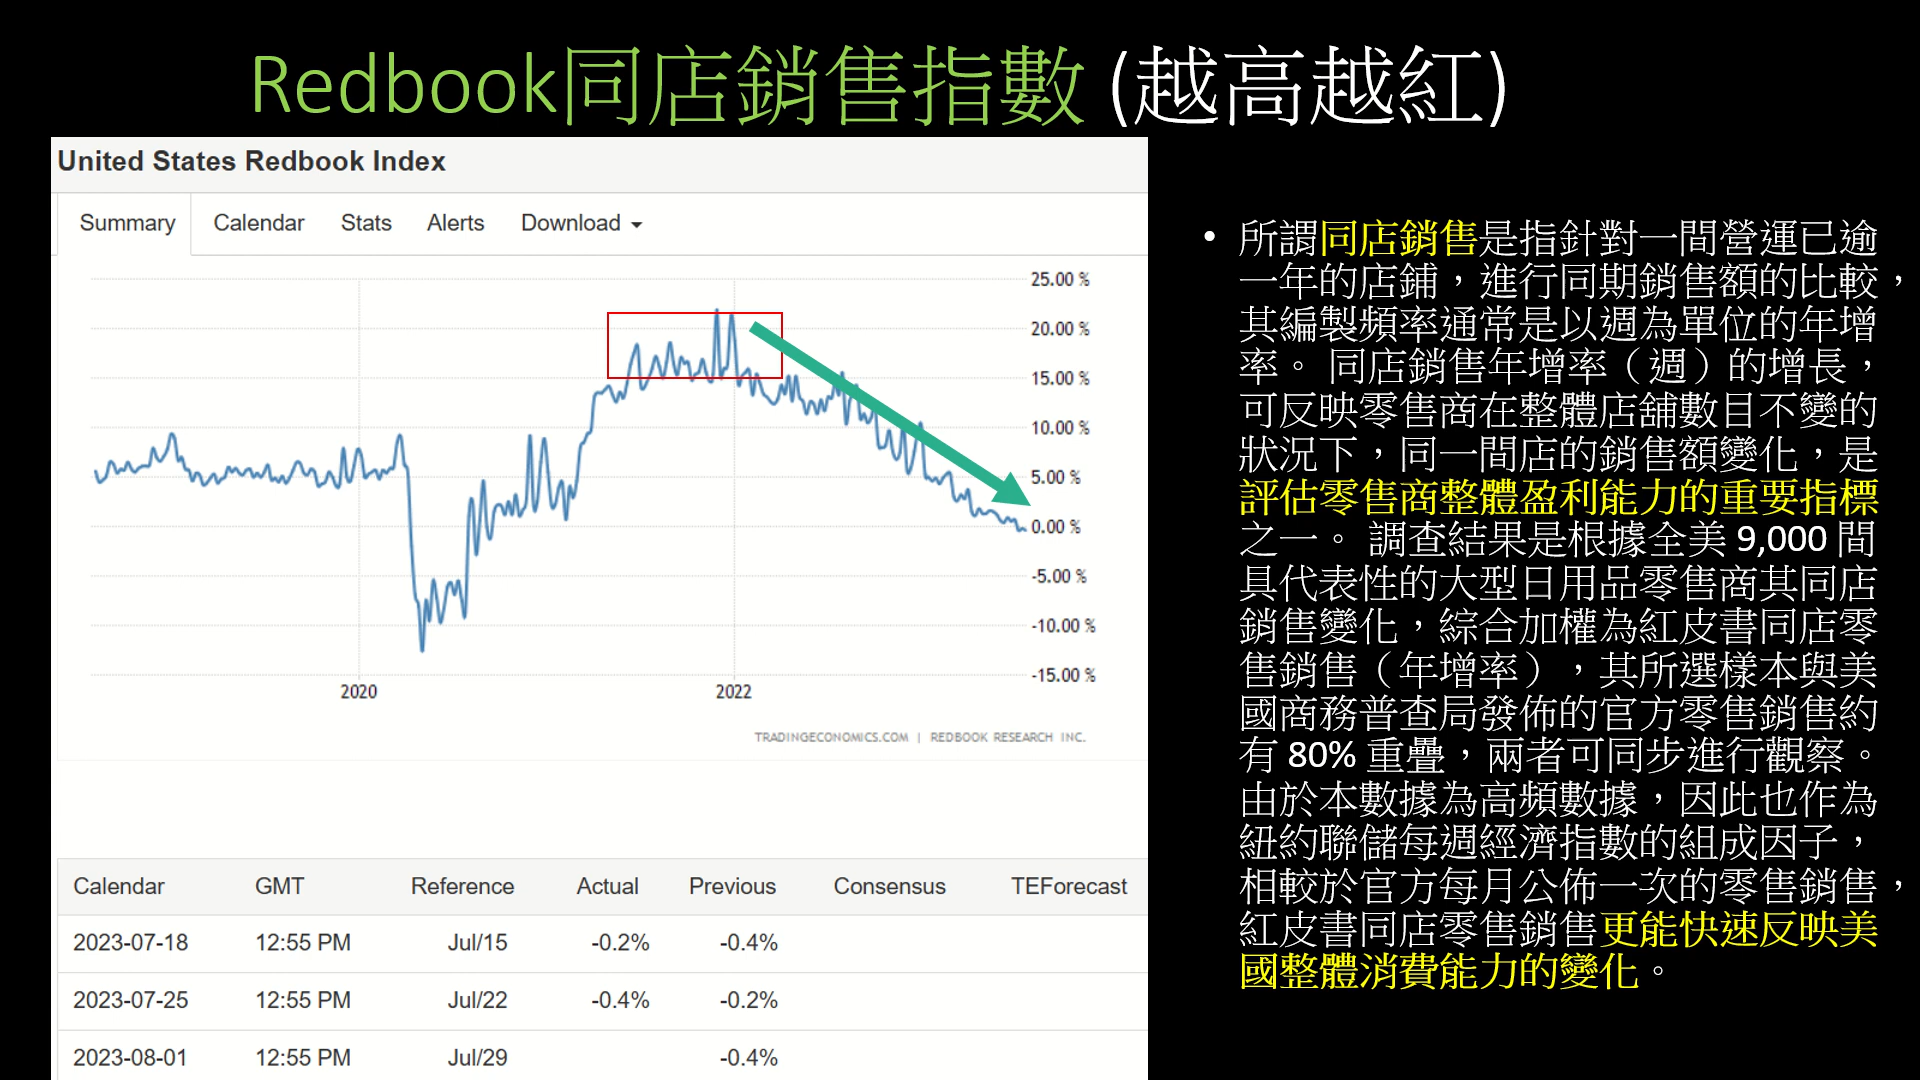 Redbook同店銷售指數 (越高越紅)
United States Redbook Index
Summary Calendar Stats Alerts Download
25.00 %
20.00 %
15.00 %
10.00 %
5.00 %
0.00 %
-5.00 %
-10.00 %
-15.00 %
2020 2022
TRADINGECONOMICS.COM | REDBOOK RESEARCH INC.
Calendar GMT Reference Actual Previous Consensus TEForecast
2023-07-18 12:55 PM Jul/15 -0.2% -0.4%
2023-07-25 12:55 PM Jul/22 -0.4% -0.2%
2023-08-01 12:55 PM Jul/29 -0.4%
• 所謂同店銷售是指針對一間營運已逾
一年的店鋪，進行同期銷售額的比較，
其編製頻率通常是以週為單位的年增
率。 同店銷售年增率（週）的增長，
可反映零售商在整體店舖數目不變的
狀況下，同一間店的銷售額變化，是
評估零售商整體盈利能力的重要指標
之一。 調查結果是根據全美 9,000 間
具代表性的大型日用品零售商其同店
銷售變化，綜合加權為紅皮書同店零
售銷售（年增率），其所選樣本與美
國商務普查局發佈的官方零售銷售約
有 80% 重疊，兩者可同步進行觀察。
由於本數據為高頻數據，因此也作為
紐約聯儲每週經濟指數的組成因子，
相較於官方每月公佈一次的零售銷售，
紅皮書同店零售銷售更能快速反映美
國整體消費能力的變化。